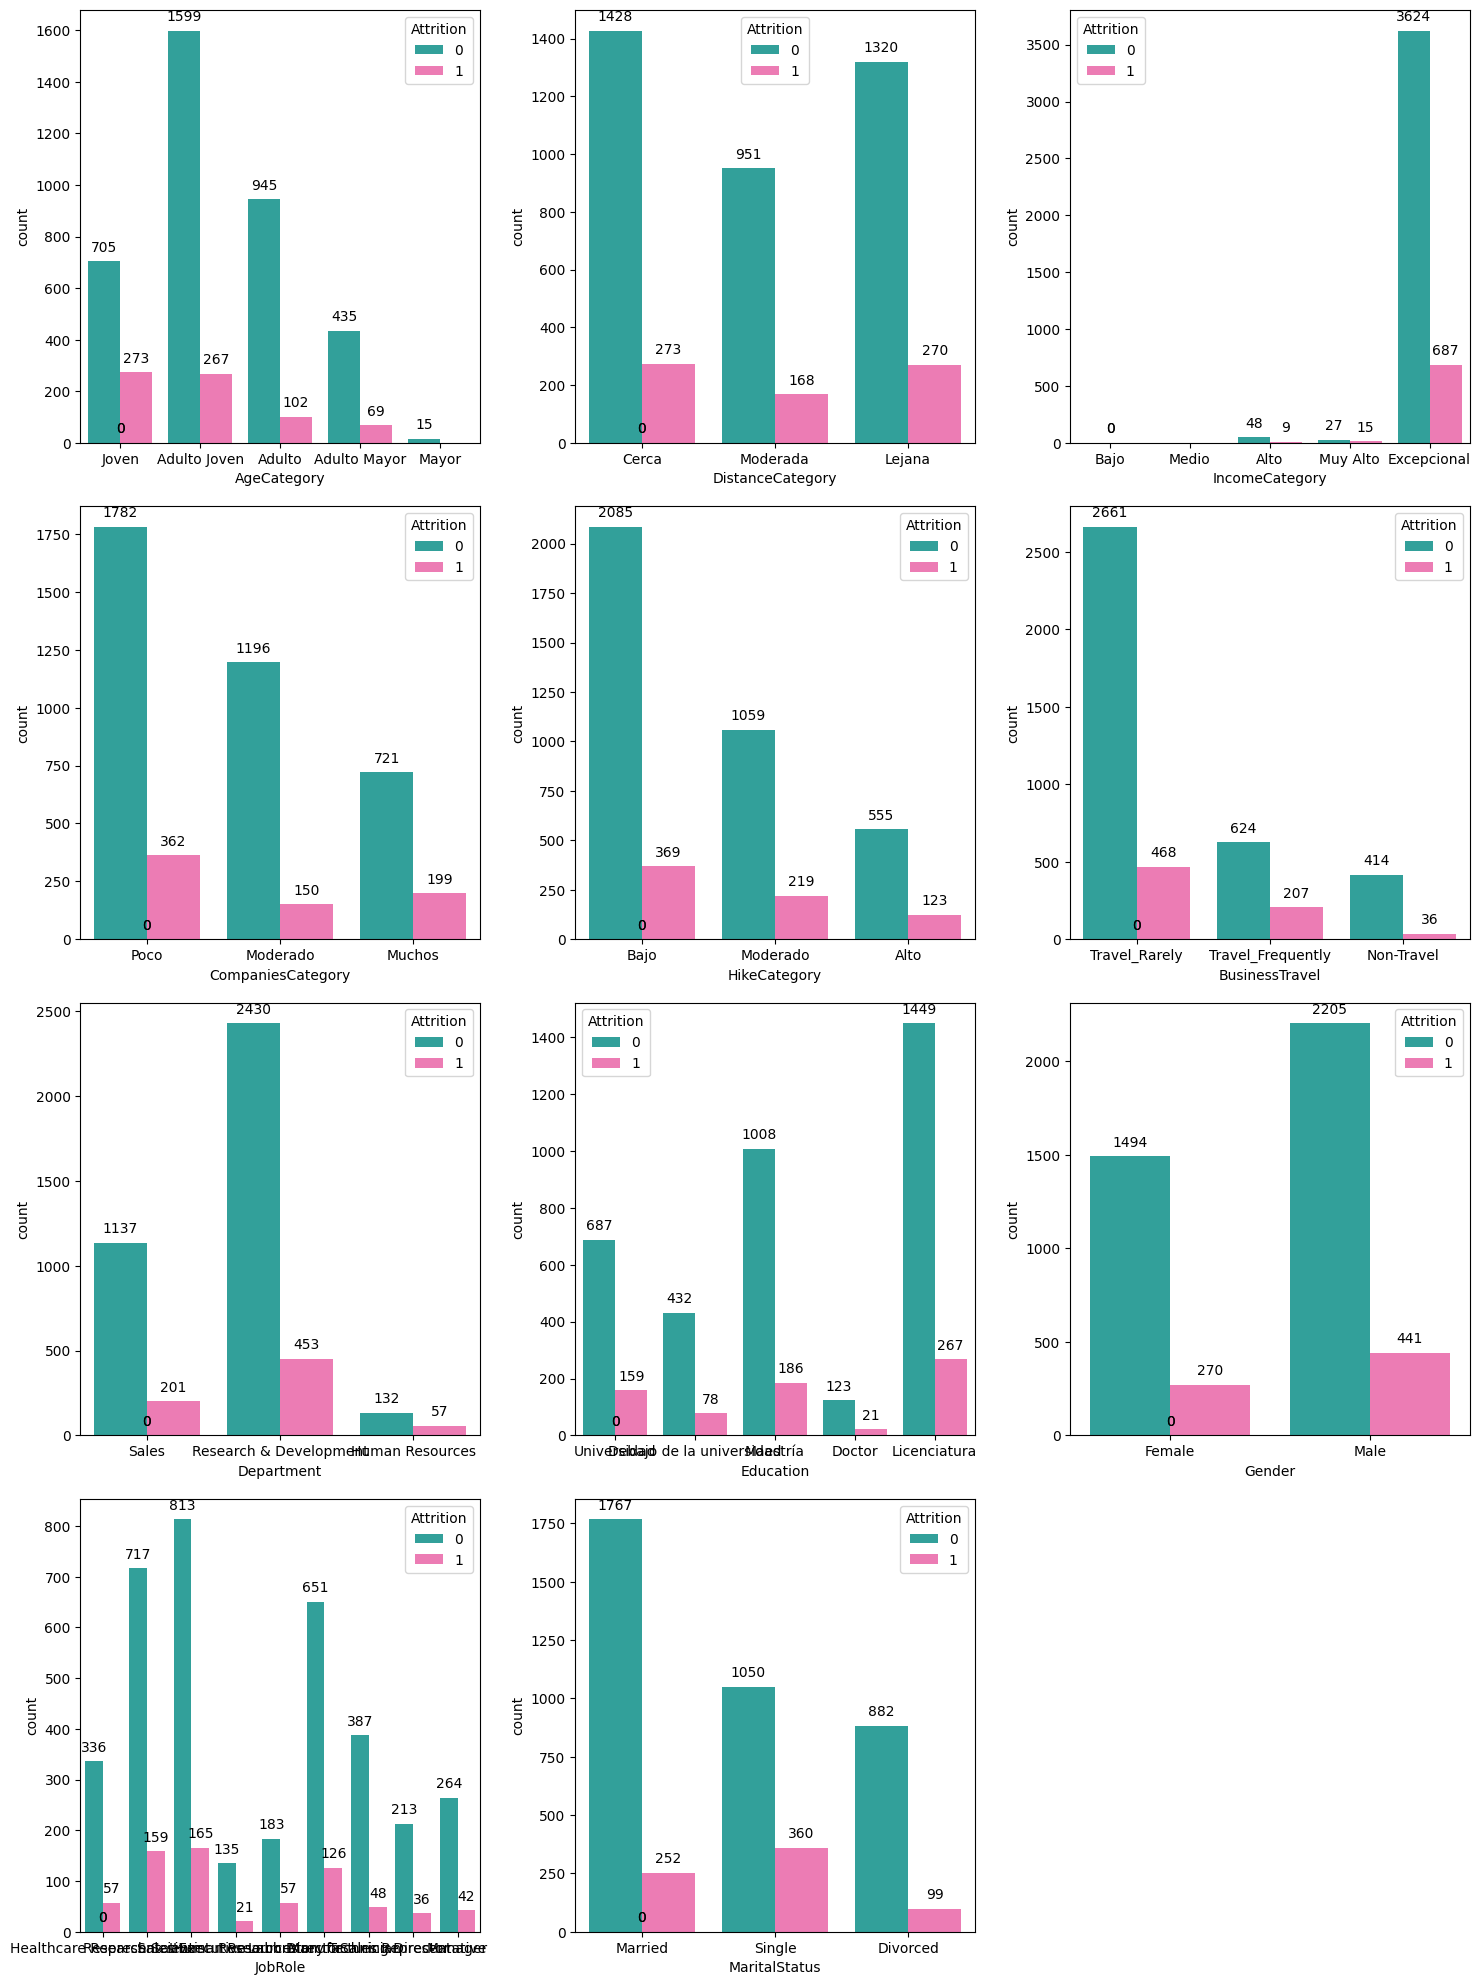 1599
1600
1400
1200
1000
800
600
400
200
0
count
705
273
267
945
102
435
69
15
0
Attrition
0
1
Joven
Adulto Joven
Adulto
Adulto Mayor
Mayor
AgeCategory
1428
1400
1200
1000
800
600
400
200
0
count
273
951
168
1320
270
0
Attrition
0
1
Cerca
Moderada
Lejana
DistanceCategory
3624
3500
3000
2500
2000
1500
1000
500
0
count
0
48
9
27
15
687
Attrition
0
1
Bajo
Medio
Alto
Muy Alto
Excepcional
IncomeCategory
1782
1750
1500
1250
1000
750
500
250
0
count
362
1196
150
721
199
0
Attrition
0
1
Poco
Moderado
Muchos
CompaniesCategory
2085
2000
1750
1500
1250
1000
750
500
250
0
count
369
1059
219
555
123
0
Attrition
0
1
Bajo
Moderado
Alto
HikeCategory
2661
2500
2000
1500
1000
500
0
count
468
624
207
414
36
0
Attrition
0
1
Travel_Rarely
Travel_Frequently
Non-Travel
BusinessTravel
2430
2500
2000
1500
1000
500
0
count
1137
201
453
132
57
0
Attrition
0
1
Sales
Research & Development
Human Resources
Department
1449
1400
1200
1000
800
600
400
200
0
count
687
159
432
78
1008
186
123
21
267
0
Attrition
0
1
Universidad
Debajo de la universidad
Maestría
Doctor
Licenciatura
Education
2205
2000
1500
1000
500
0
count
1494
270
441
0
Attrition
0
1
Female
Male
Gender
813
800
700
600
500
400
300
200
100
0
count
336
57
717
159
165
135
21
183
57
651
126
387
48
213
36
264
42
0
Attrition
0
1
Healthcare
JobRole
1767
1750
1500
1250
1000
750
500
250
0
count
252
1050
360
882
99
0
Attrition
0
1
Married
Single
Divorced
MaritalStatus